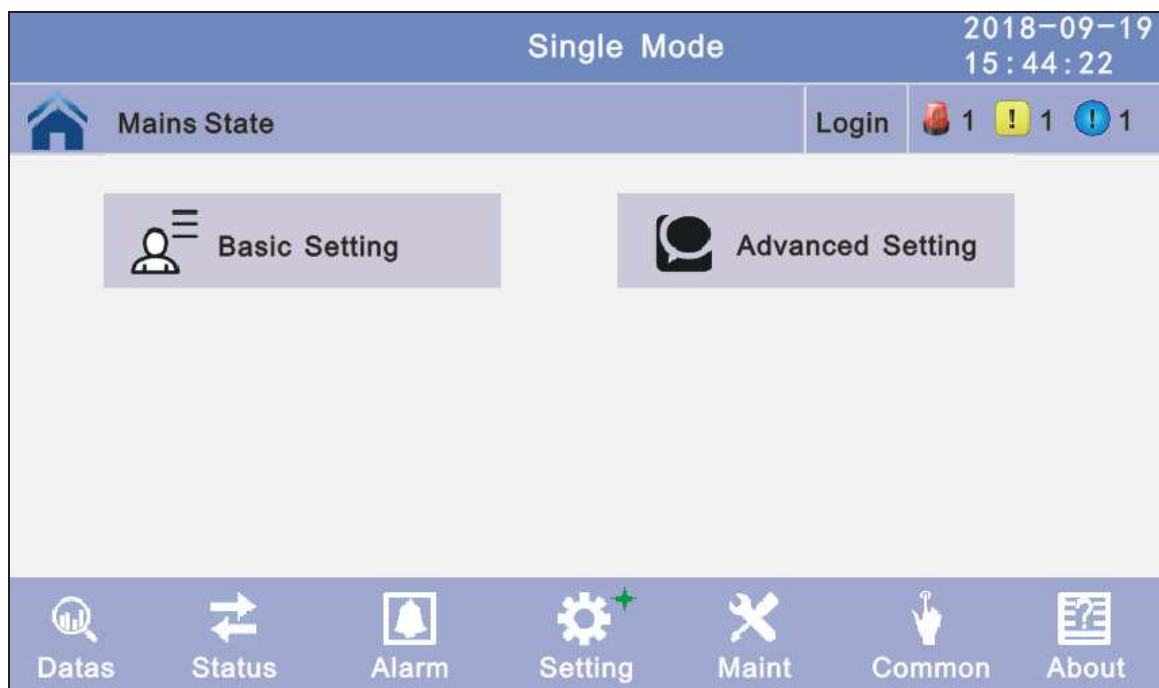 Single Mode
2018-09-19
15:44:22
Mains State
Login
1
! 1
! 1
Basic Setting
Advanced Setting
?
Datas
Status
Alarm
Setting
Maint
Common
About